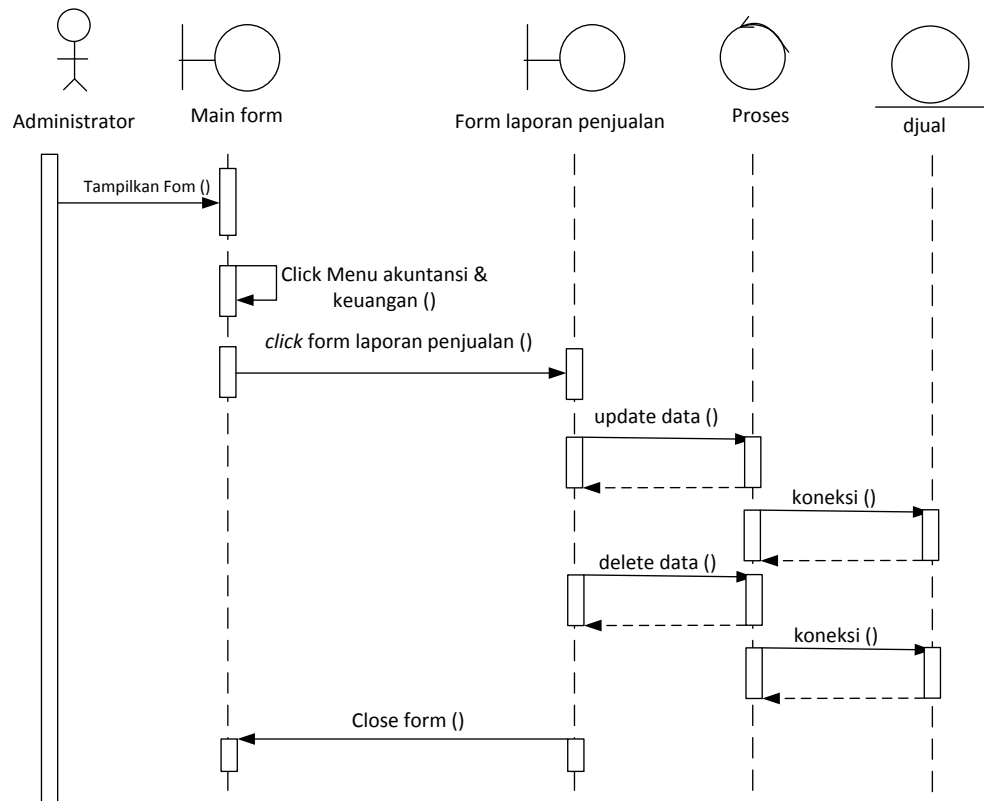 Administrator
Main form
Form laporan penjualan
Proses
djual
Tampilkan Fom ()
Click Menu akuntansi &
keuangan ()
click form laporan penjualan ()
update data ()
koneksi ()
delete data ()
koneksi ()
Close form ()